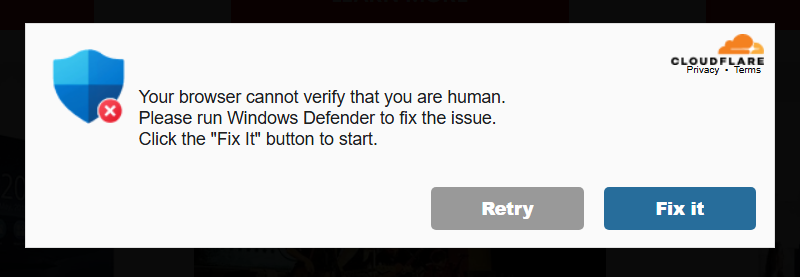 CLOUDFLARE
Privacy • Terms
Your browser cannot verify that you are human.
Please run Windows Defender to fix the issue.
Click the "Fix It" button to start.
Retry
Fix it